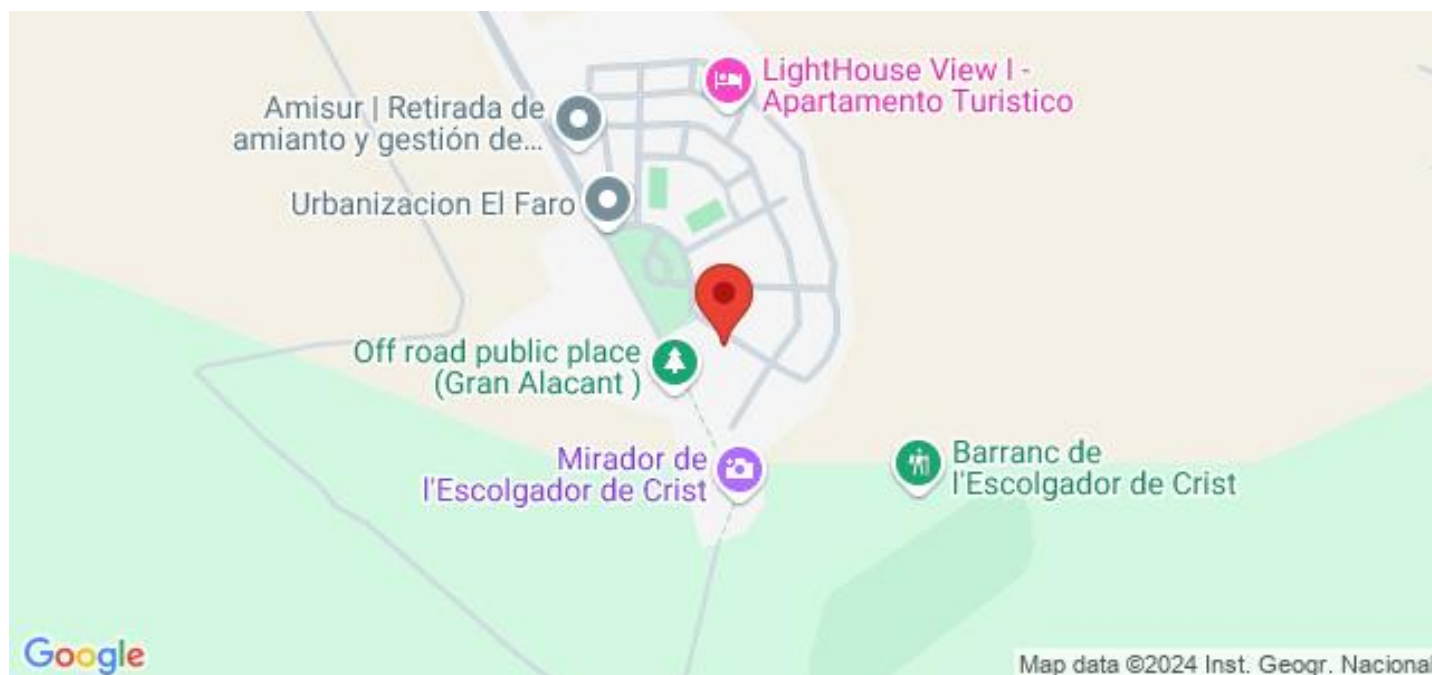 LightHouse View I -
Apartamento Turistico
Amisur | Retirada de
amianto y gestión de...
Urbanizacion El Faro
Off road public place
(Gran Alacant )
Mirador de
l'Escolgador de Crist
Barranc de
l'Escolgador de Crist
Google
Map data ©2024 Inst. Geogr. Nacional